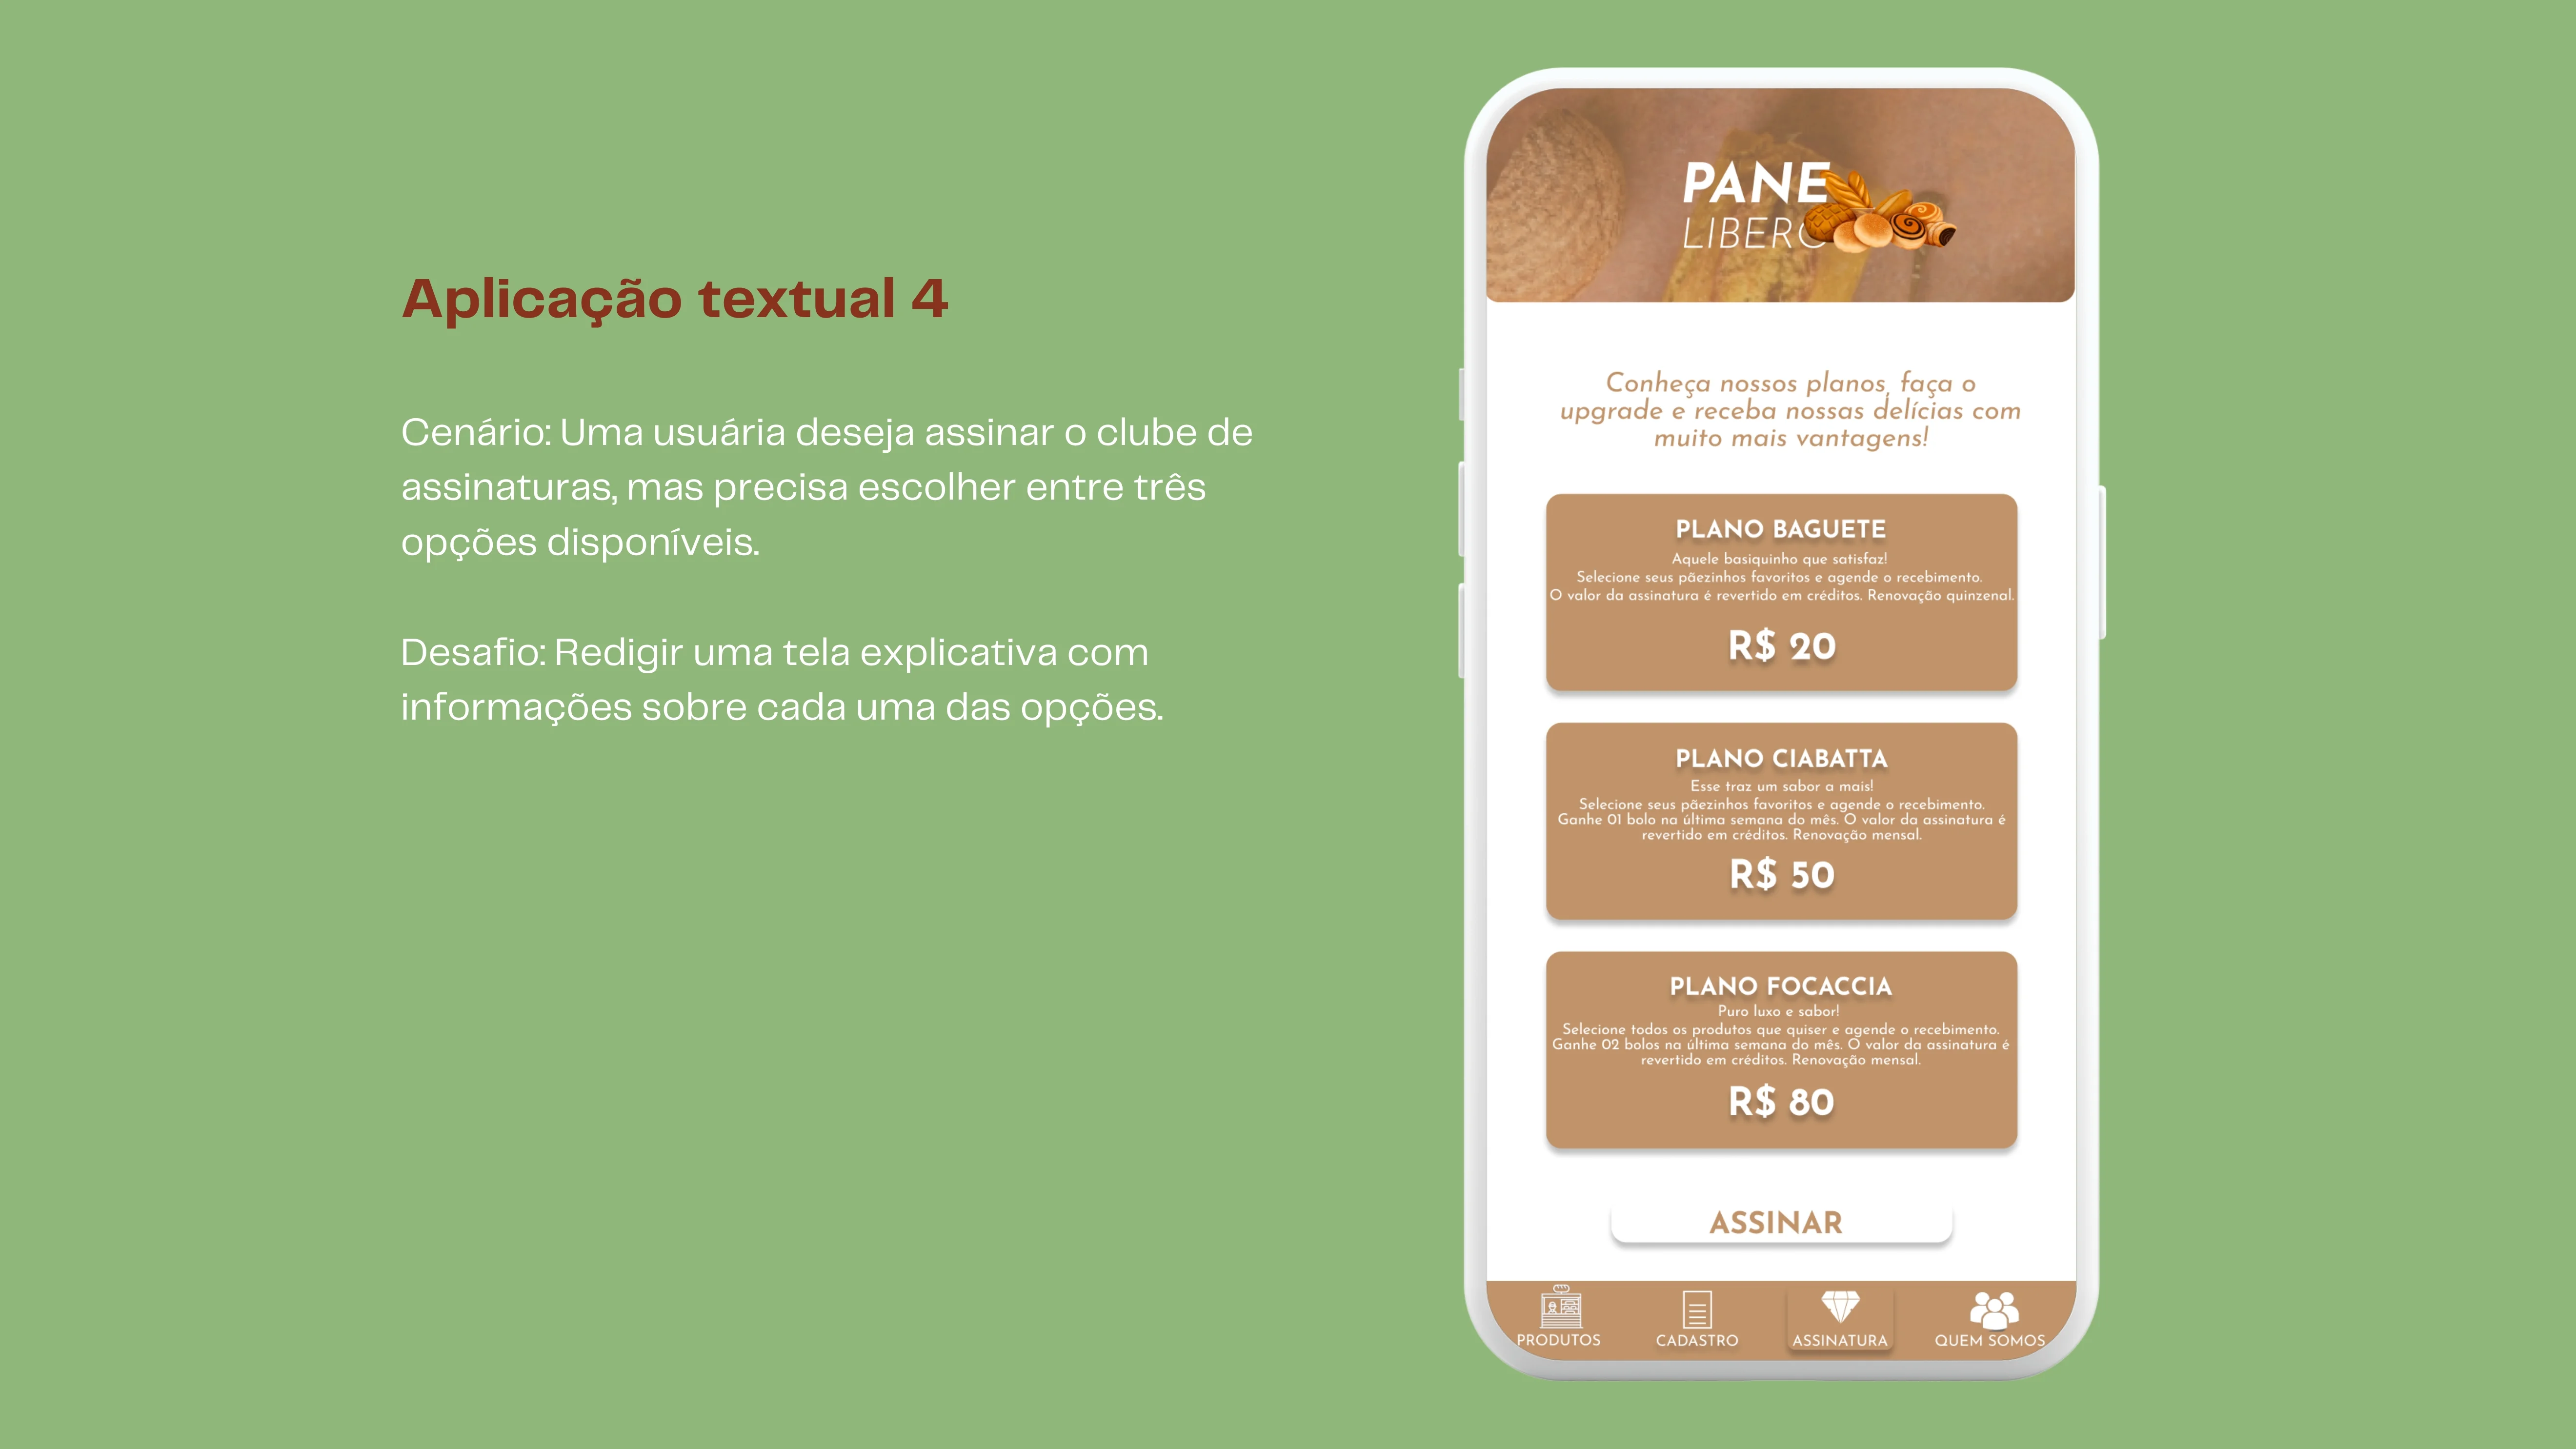 Aplicação textual 4
Cenário: Uma usuária deseja assinar o clube de
assinaturas, mas precisa escolher entre três
opções disponíveis.
Desafio: Redigir uma tela explicativa com
informações sobre cada uma das opções.
PANE
LIBERO
Conheça nossos planos, faça o
upgrade e receba nossas delícias com
muito mais vantagens!
PLANO BAGUETE
Aquele basiquinho que satisfaz!
Selecione seus pãezinhos favoritos e agende o recebimento.
O valor da assinatura é revertido em créditos. Renovação quinzenal.
R$ 20
PLANO CIABATTA
Esse traz um sabor a mais!
Selecione seus pãezinhos favoritos e agende o recebimento.
Ganhe 01 bolo na última semana do mês. O valor da assinatura é
revertido em créditos. Renovação mensal.
R$ 50
PLANO FOCACCIA
Puro luxo e sabor!
Selecione todos os produtos que quiser e agende o recebimento.
Ganhe 02 bolos na última semana do mês. O valor da assinatura é
revertido em créditos. Renovação mensal.
R$ 80
ASSINAR
PRODUTOS CADASTRO ASSINATURA QUEM SOMOS